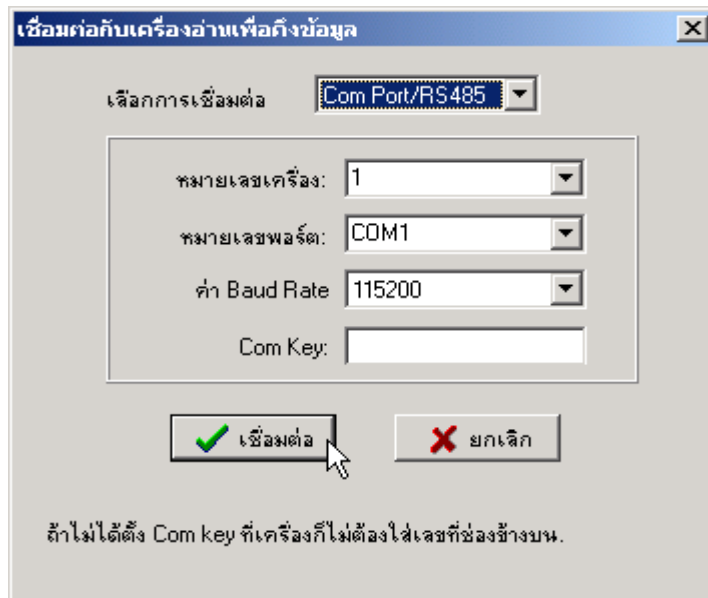 เชื่อมต่อกับเครื่องอ่านเพื่อดึงข้อมูล
เลือกการเชื่อมต่อ Com Port/RS485
หมายเลขเครื่อง: 1
หมายเลขพอร์ต: COM1
ค่า Baud Rate 115200
Com Key:
เชื่อมต่อ ยกเลิก
ถ้าไม่ได้ตั้ง Com key ที่เครื่องก็ไม่ต้องใส่เลขที่ช่องข้างบน.